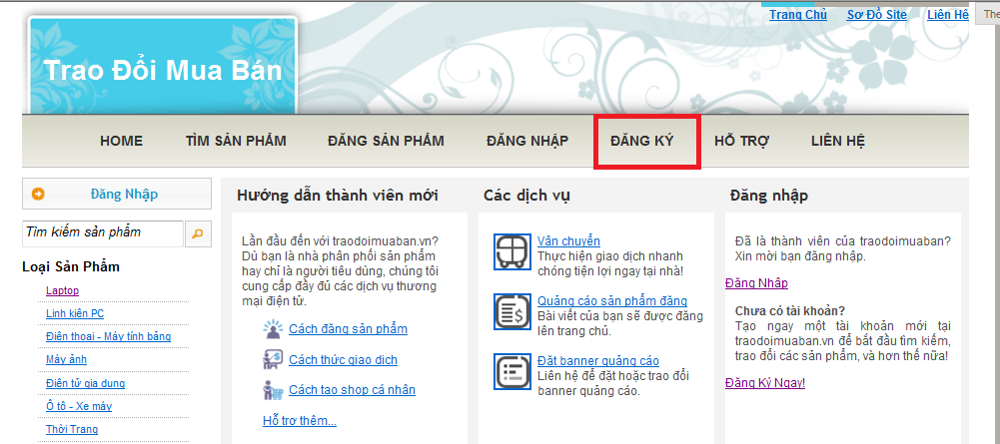 Trang Chủ Sơ Đồ Site Liên Hệ The
Trao Đổi Mua Bán
HOME TÌM SẢN PHẨM ĐĂNG SẢN PHẨM ĐĂNG NHẬP ĐĂNG KÝ HỖ TRỢ LIÊN HỆ
Đăng Nhập
Tìm kiếm sản phẩm
Loại Sản Phẩm
Laptop
Linh kiện PC
Điện thoại - Máy tính bảng
Máy ảnh
Điện tử gia dụng
Ô tô - Xe máy
Thời Trang
Hướng dẫn thành viên mới
Lần đầu đến với traodoimuaban.vn?
Dù bạn là nhà phân phối sản phẩm
hay chỉ là người tiêu dùng, chúng tôi
cung cấp đầy đủ các dịch vụ thương
mại điện tử.
Cách đăng sản phẩm
Cách thức giao dịch
Cách tạo shop cá nhân
Hỗ trợ thêm...
Các dịch vụ
Vận chuyển
Thực hiện giao dịch nhanh
chóng tiện lợi ngay tại nhà!
Quảng cáo sản phẩm đăng
Bài viết của bạn sẽ được đăng
lên trang chủ.
Đặt banner quảng cáo
Liên hệ để đặt hoặc trao đổi
banner quảng cáo.
Đăng nhập
Đã là thành viên của traodoimuaban?
Xin mời bạn đăng nhập.
Đăng Nhập
Chưa có tài khoản?
Tạo ngay một tài khoản mới tại
traodoimuaban.vn để bắt đầu tìm kiếm,
trao đổi các sản phẩm, và hơn thế nữa!
Đăng Ký Ngay!